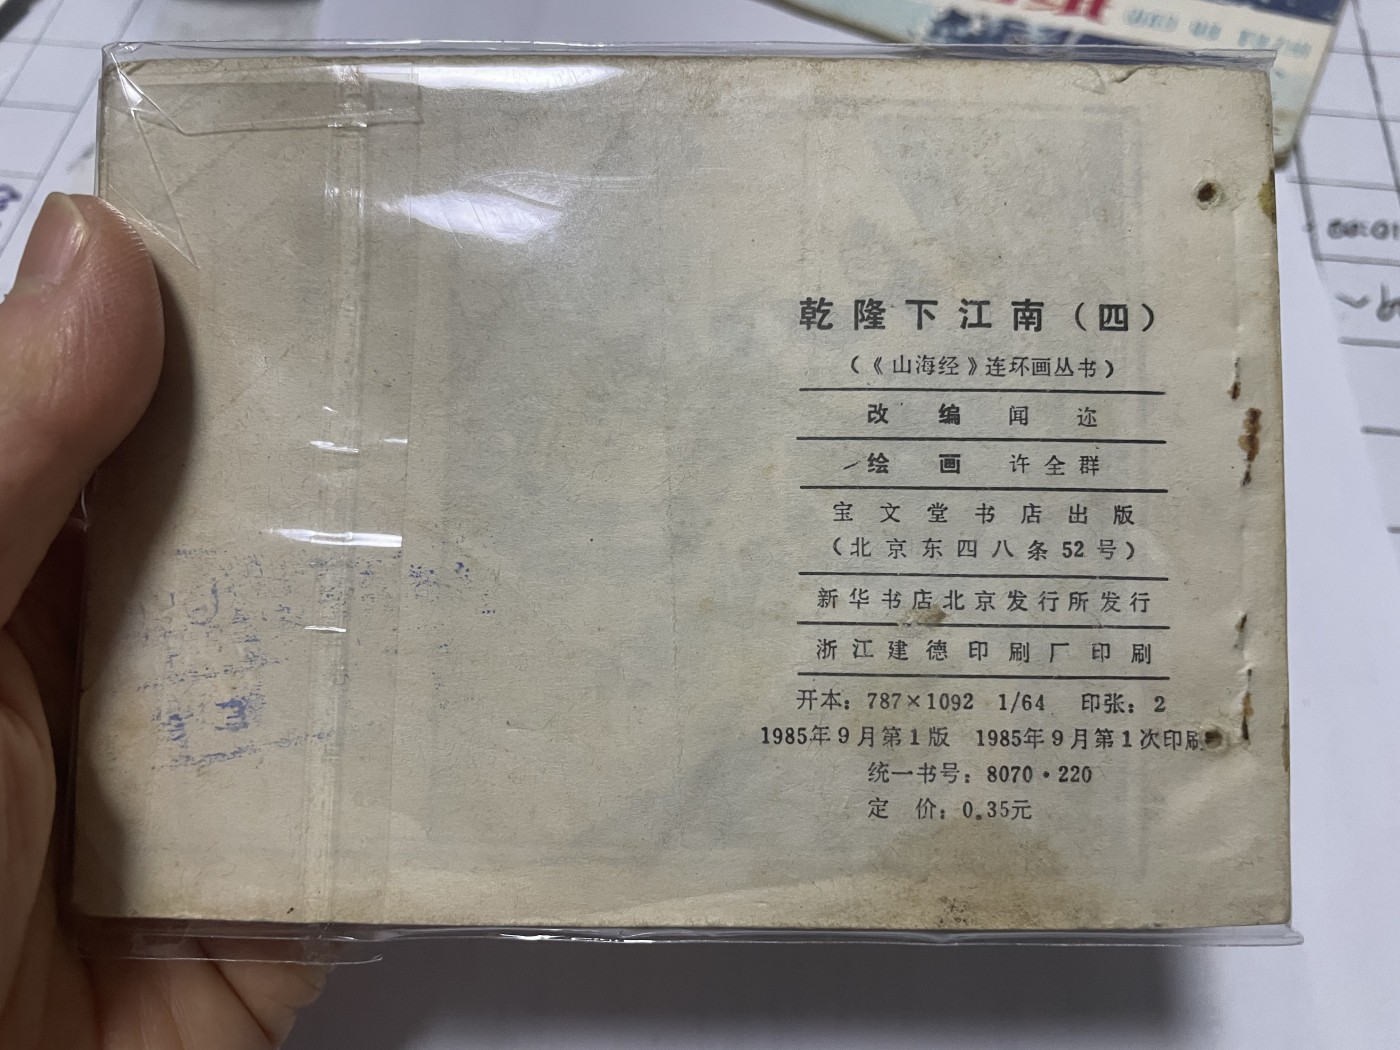 乾隆下江南（四）
（《山海经》连环画丛书）
改编 闻迩
绘画 许全群
宝文堂书店出版
（北京东四八条52号）
新华书店北京发行所发行
浙江建德印刷厂印刷
开本：787×1092 1/64 印张：2
1985年9月第1版 1985年9月第1次印刷
统一书号：8070·220
定价：0.35元